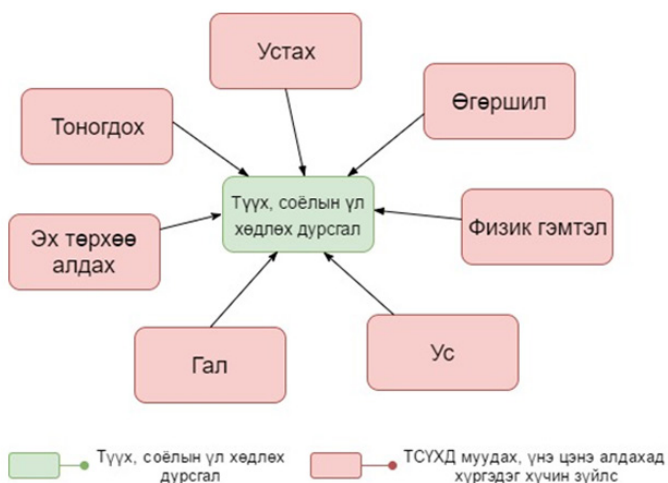 Устах
Өгөршил
Тоногдох
Түүх, соёлын үл
хөдлөх дурсгал
Физик гэмтэл
Эх төрхөө
алдах
Ус
Гал
Түүх, соёлын үл хөдлөх
дурсгал
ТСҮХД муудах, үнэ цэнэ алдахад
хүргэдэг хүчин зүйлс